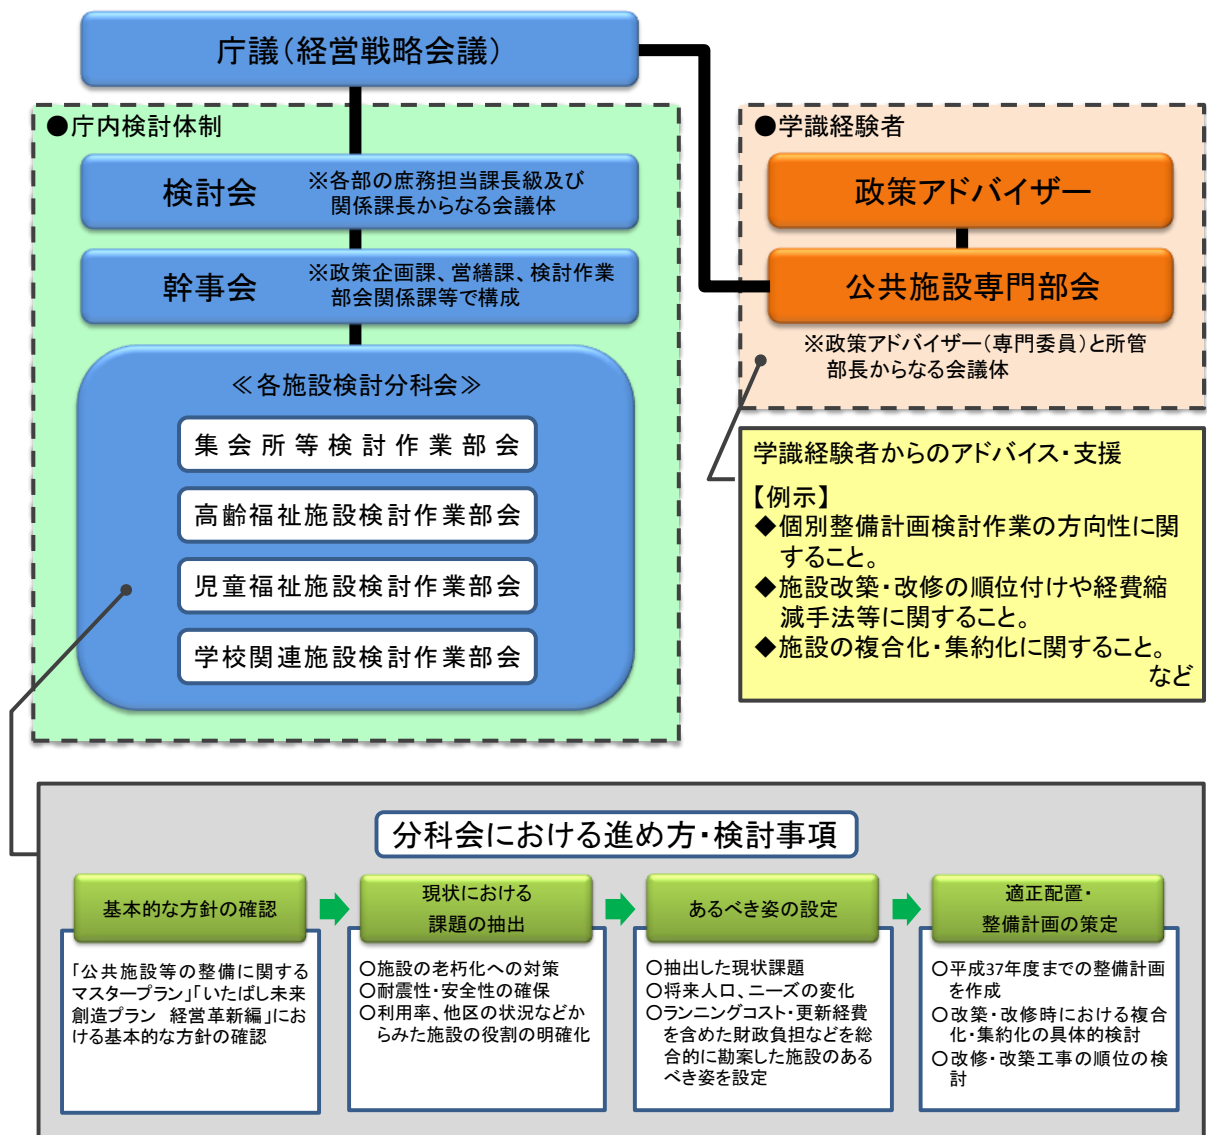 庁議(経営戦略会議)
●庁内検討体制
検討会
※各部の庶務担当課長級及び
関係課長からなる会議体
幹事会
※政策企画課、営繕課、検討作業
部会関係課等で構成
≪各施設検討分科会≫
集会所等検討作業部会
高齢福祉施設検討作業部会
児童福祉施設検討作業部会
学校関連施設検討作業部会
●学識経験者
政策アドバイザー
公共施設専門部会
※政策アドバイザー(専門委員)と所管
部長からなる会議体
学識経験者からのアドバイス・支援
【例示】
◆個別整備計画検討作業の方向性に関
すること。
◆施設改築・改修の順位付けや経費縮
減手法等に関すること。
◆施設の複合化・集約化に関すること。
など
分科会における進め方・検討事項
基本的な方針の確認
「公共施設等の整備に関する
マスタープラン」「いたばし未来
創造プラン　経営革新編」にお
ける基本的な方針の確認
現状における
課題の抽出
○施設の老朽化への対策
○耐震性・安全性の確保
○利用率、他区の状況などか
らみた施設の役割の明確化
あるべき姿の設定
○抽出した現状課題
○将来人口、ニーズの変化
○ランニングコスト・更新経費
を含めた財政負担などを総
合的に勘案した施設のある
べき姿を設定
適正配置・
整備計画の策定
○平成37年度までの整備計画
を作成
○改築・改修時における複合
化・集約化の具体的検討
○改修・改築工事の順位の検
討